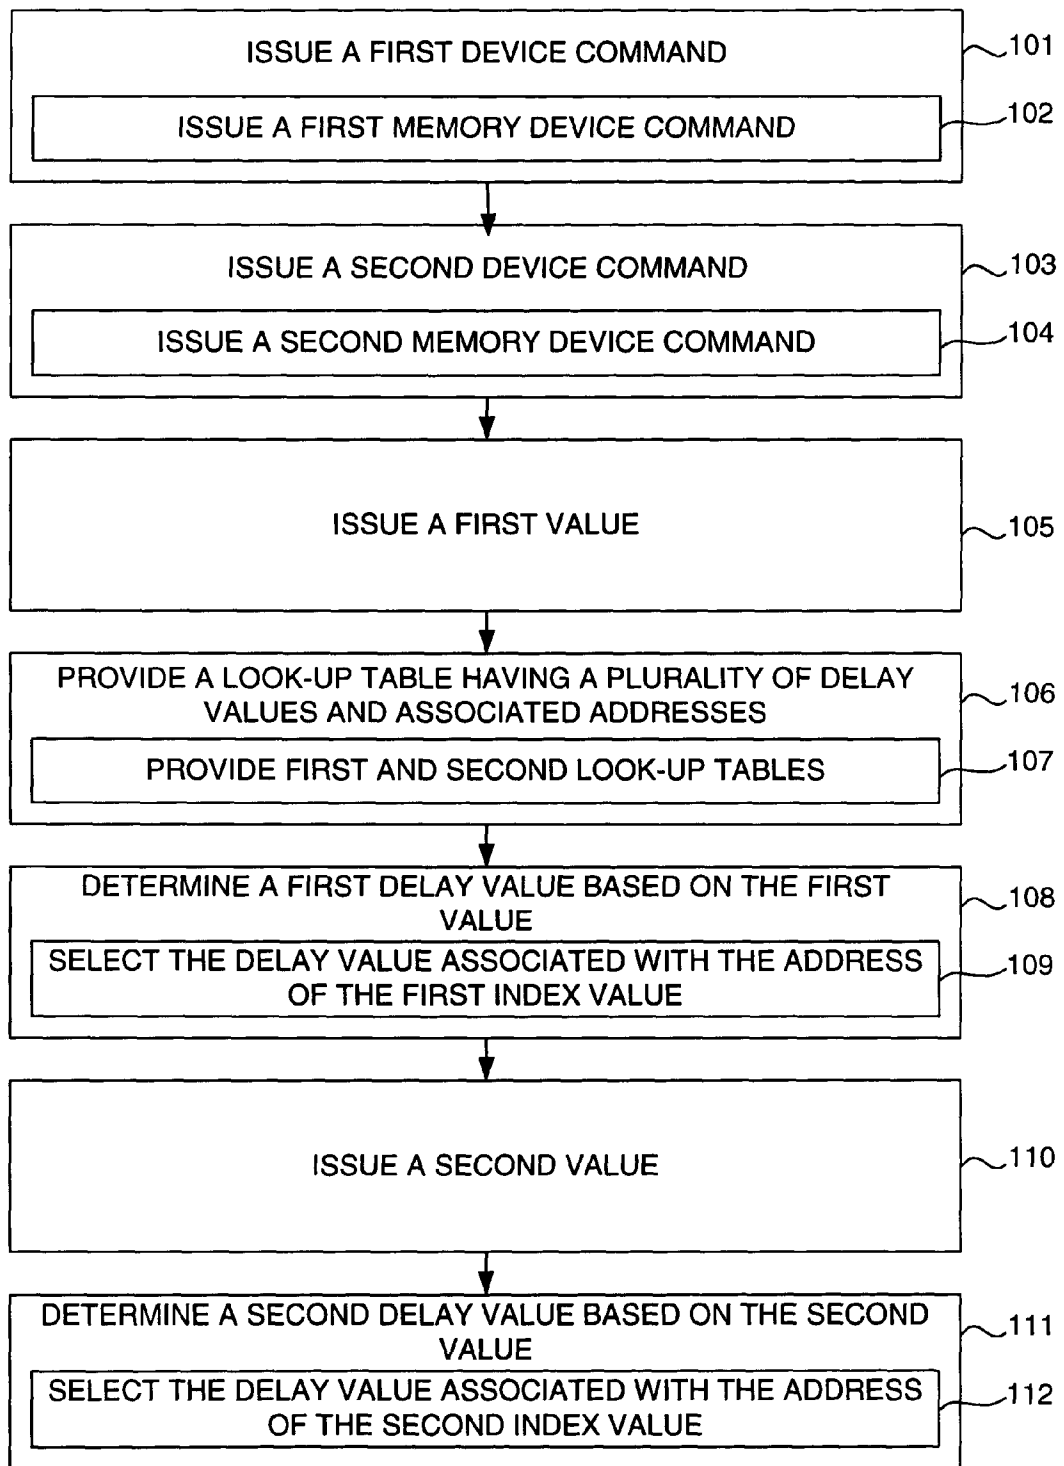 ISSUE A FIRST DEVICE COMMAND
101
ISSUE A FIRST MEMORY DEVICE COMMAND
102
ISSUE A SECOND DEVICE COMMAND
103
ISSUE A SECOND MEMORY DEVICE COMMAND
104
ISSUE A FIRST VALUE
105
PROVIDE A LOOK-UP TABLE HAVING A PLURALITY OF DELAY
VALUES AND ASSOCIATED ADDRESSES
106
PROVIDE FIRST AND SECOND LOOK-UP TABLES
107
DETERMINE A FIRST DELAY VALUE BASED ON THE FIRST
VALUE
108
SELECT THE DELAY VALUE ASSOCIATED WITH THE ADDRESS
OF THE FIRST INDEX VALUE
109
ISSUE A SECOND VALUE
110
DETERMINE A SECOND DELAY VALUE BASED ON THE SECOND
VALUE
111
SELECT THE DELAY VALUE ASSOCIATED WITH THE ADDRESS
OF THE SECOND INDEX VALUE
112